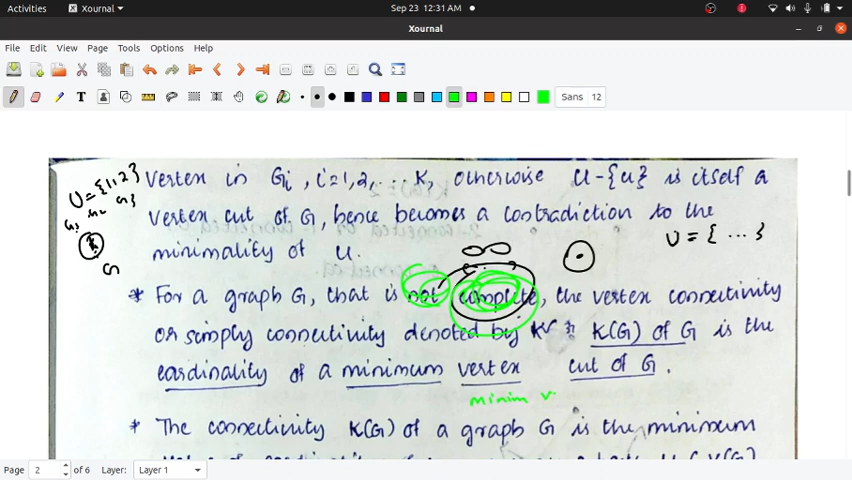 Activities
Xournal
Sep 23 12:31 AM
Xournal
File Edit View Page Tools Options Help
Sans 12
U = {1,2}
vertex in Gi, i=1,2,... K, otherwise U-{u} is itself a
vertex cut of G, hence becomes a contradiction to the
U = { ... }
minimality of U.
G
* For a graph G, that is not complete, the vertex connectivity
or simply connectivity denoted by K(G) of G is the
cardinality of a minimum vertex cut of G.
minim v
* The connectivity K(G) of a graph G is the minimum
Page 2 of 6 Layer: Layer 1